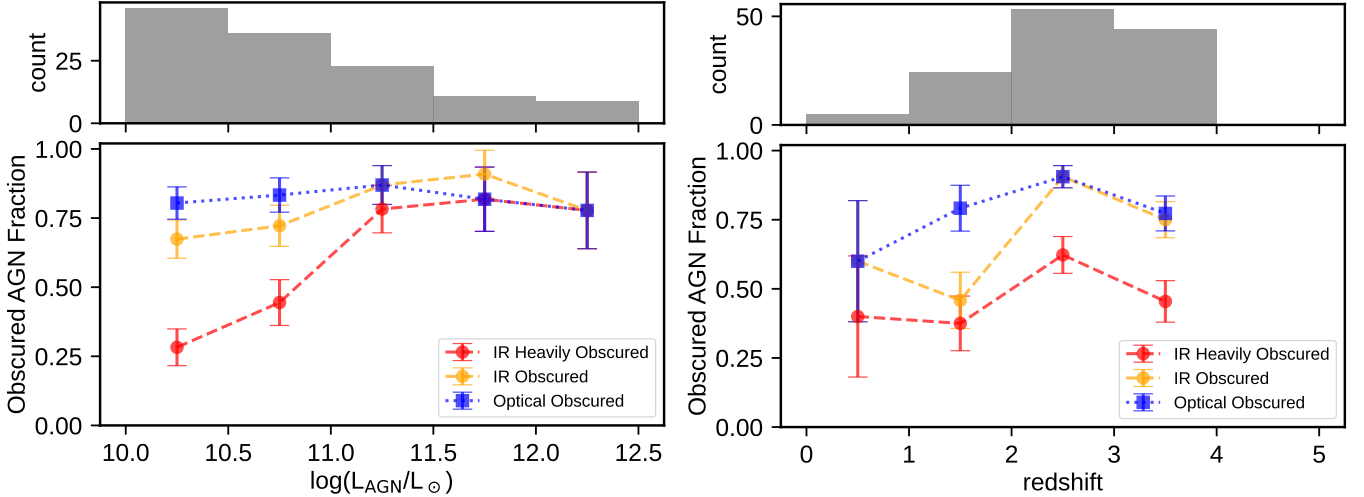 count
25
0
Obscured AGN Fraction
1.00
0.75
0.50
0.25
0.00
IR Heavily Obscured
IR Obscured
Optical Obscured
10.0 10.5 11.0 11.5 12.0 12.5
log(L_AGN/L_⊙)
count
50
0
Obscured AGN Fraction
1.00
0.75
0.50
0.25
0.00
IR Heavily Obscured
IR Obscured
Optical Obscured
0 1 2 3 4 5
redshift